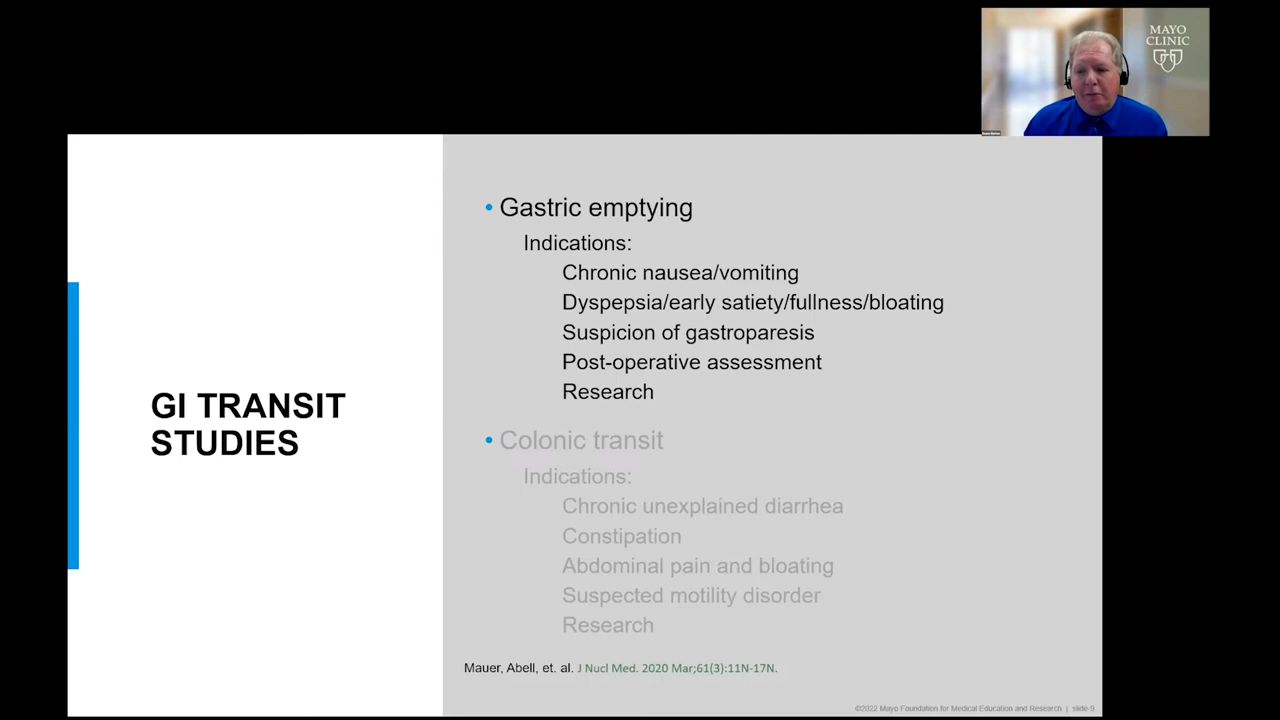 MAYO
CLINIC
GI TRANSIT
STUDIES
• Gastric emptying
Indications:
Chronic nausea/vomiting
Dyspepsia/early satiety/fullness/bloating
Suspicion of gastroparesis
Post-operative assessment
Research
• Colonic transit
Indications:
Chronic unexplained diarrhea
Constipation
Abdominal pain and bloating
Suspected motility disorder
Research
Mauer, Abell, et. al. J Nucl Med. 2020 Mar;61(3):11N-17N.
©2022 Mayo Foundation for Medical Education and Research | slide-9